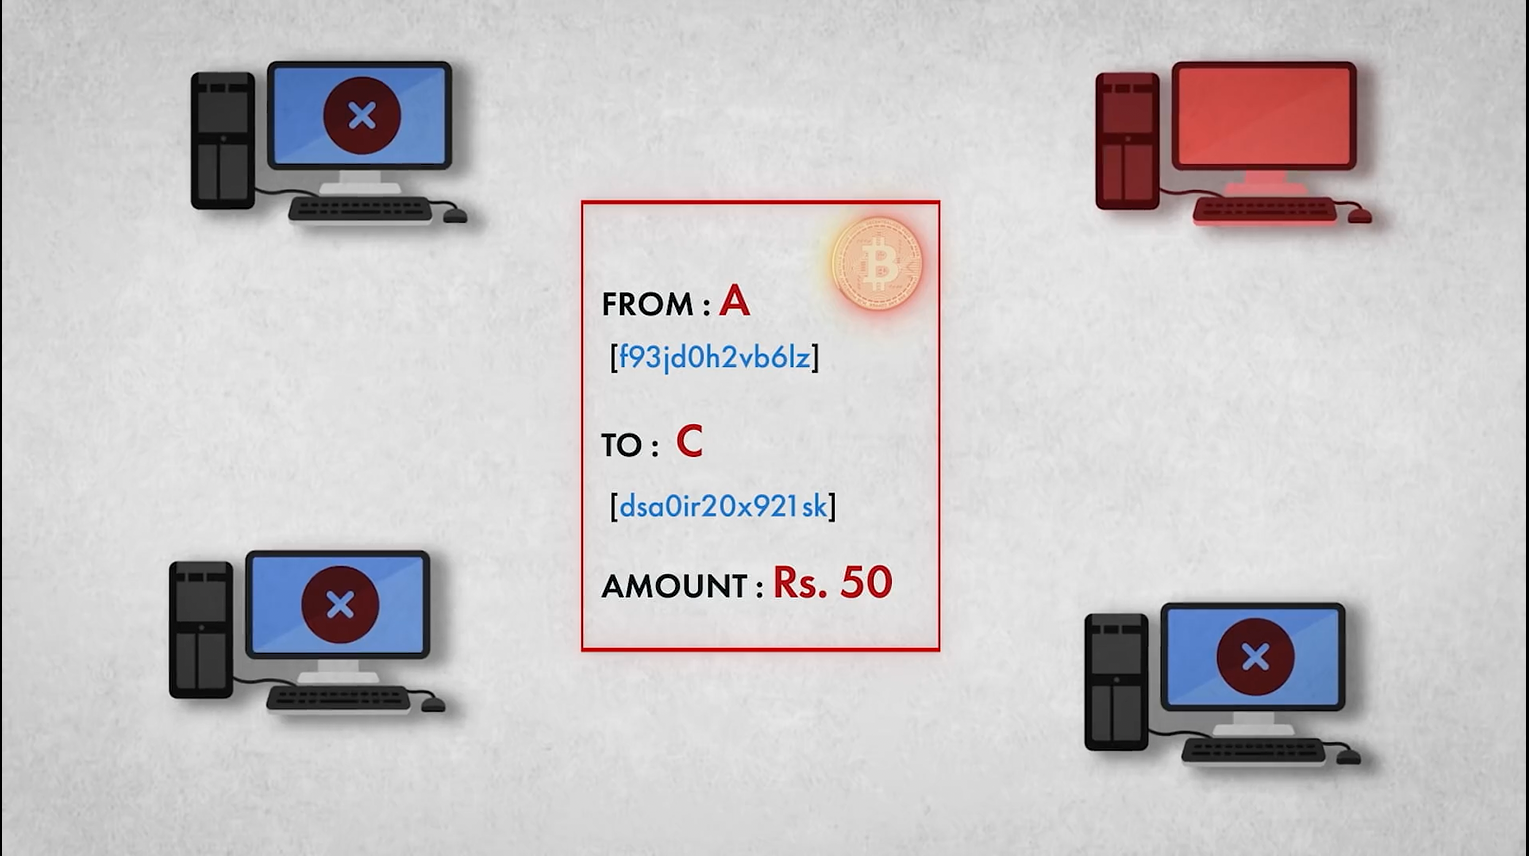 FROM : A
[f93jd0h2vb6lz]
TO : C
[dsa0ir20x921sk]
AMOUNT : Rs. 50